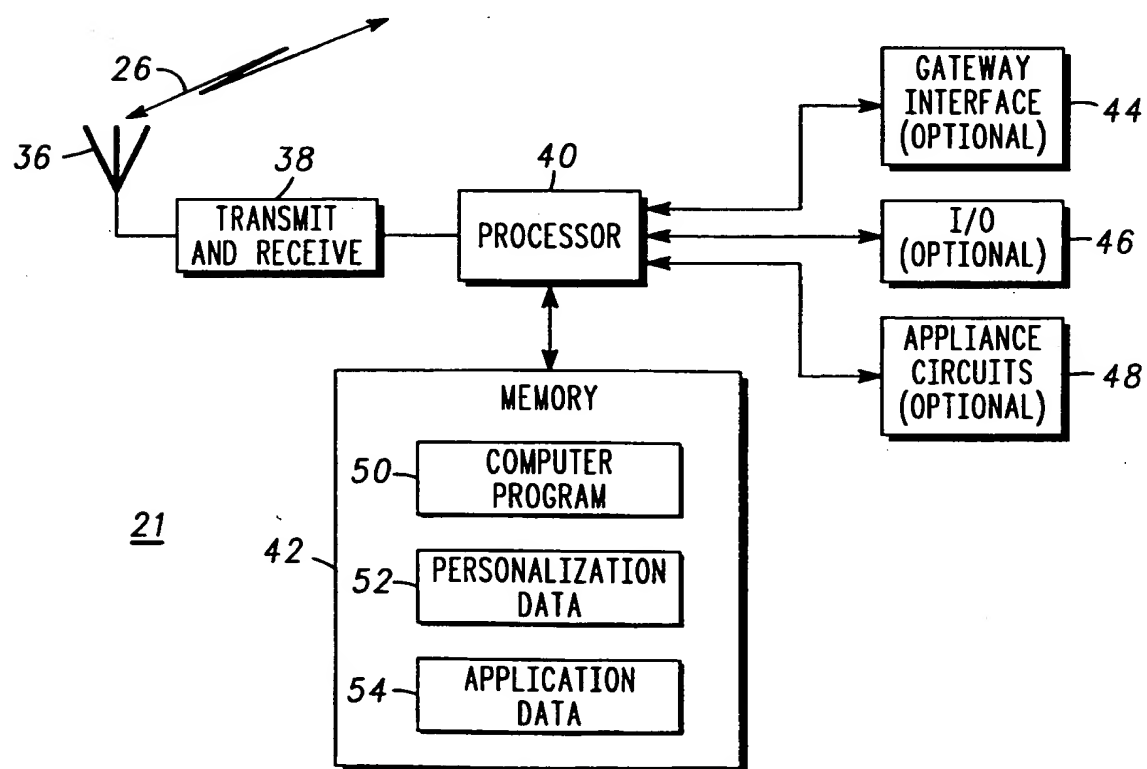 26
36
38
TRANSMIT
AND RECEIVE
40
PROCESSOR
GATEWAY
INTERFACE
(OPTIONAL)
44
I/O
(OPTIONAL)
46
APPLIANCE
CIRCUITS
(OPTIONAL)
48
MEMORY
50
COMPUTER
PROGRAM
21
42
52
PERSONALIZATION
DATA
54
APPLICATION
DATA